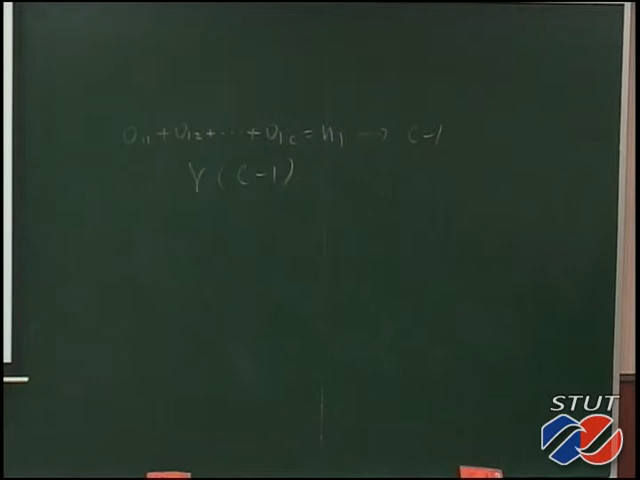 O₁₁ + O₁₂ + ⋯ + O₁c = n₁ → c-1
r(c-1)
STUT